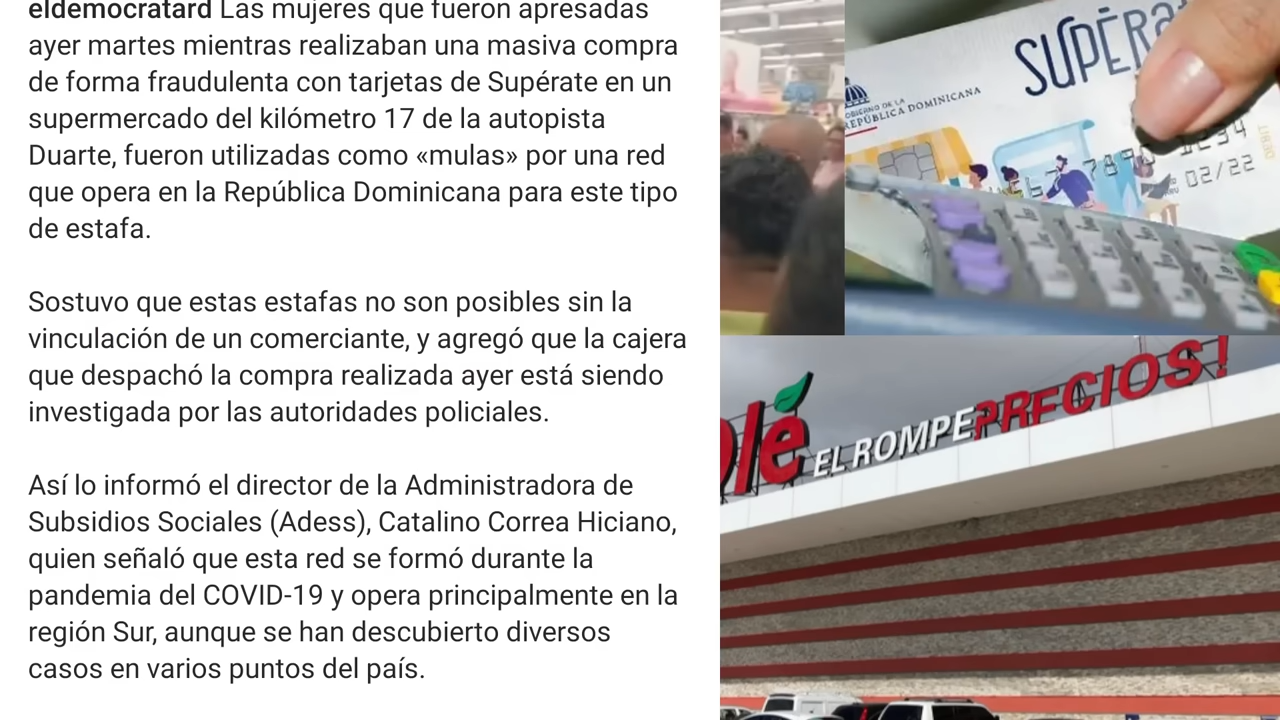 eldemocratard Las mujeres que fueron apresadas
ayer martes mientras realizaban una masiva compra
de forma fraudulenta con tarjetas de Supérate en un
supermercado del kilómetro 17 de la autopista
Duarte, fueron utilizadas como «mulas» por una red
que opera en la República Dominicana para este tipo
de estafa.
Sostuvo que estas estafas no son posibles sin la
vinculación de un comerciante, y agregó que la cajera
que despachó la compra realizada ayer está siendo
investigada por las autoridades policiales.
Así lo informó el director de la Administradora de
Subsidios Sociales (Adess), Catalino Correa Hiciano,
quien señaló que esta red se formó durante la
pandemia del COVID-19 y opera principalmente en la
región Sur, aunque se han descubierto diversos
casos en varios puntos del país.
SUPÉRA
GOBIERNO DE LA
REPÚBLICA DOMINICANA
7890 1234
02/22
DEBIT
olé
EL ROMPEPRECIOS!